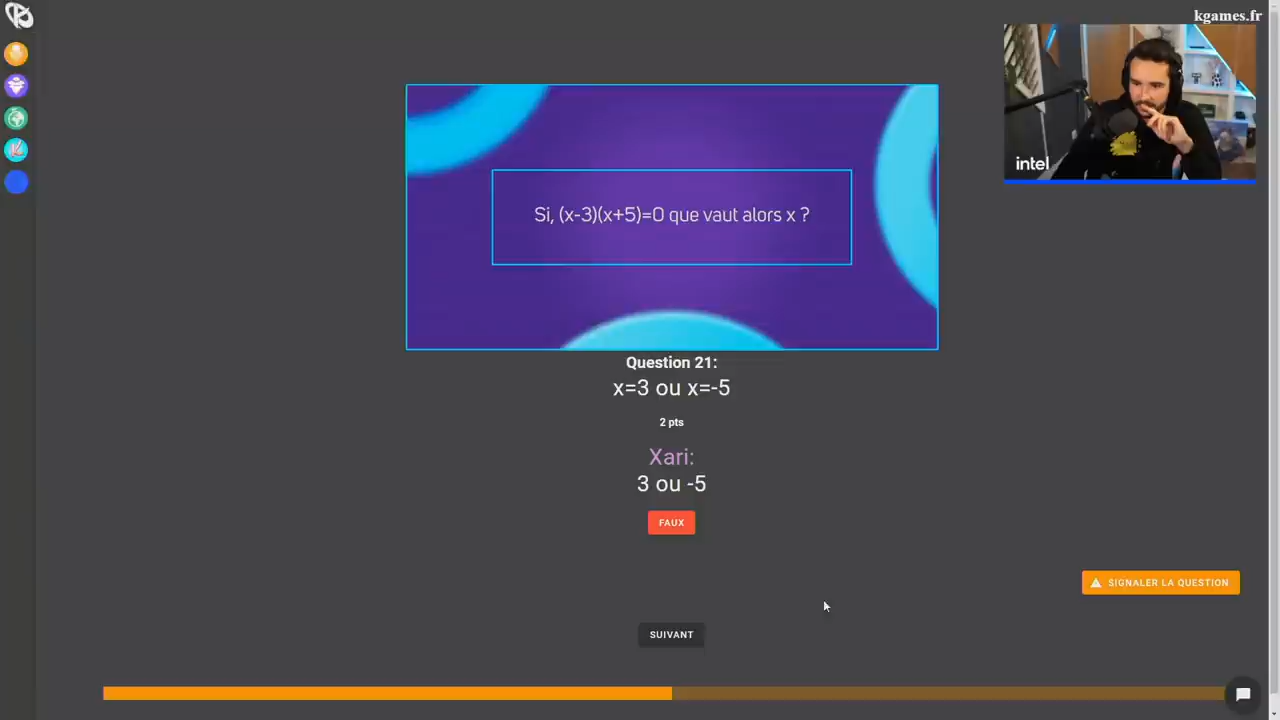 kgames.fr
intel
Si, (x-3)(x+5)=0 que vaut alors x ?
Question 21:
x=3 ou x=-5
2 pts
Xari:
3 ou -5
FAUX
SIGNALER LA QUESTION
SUIVANT